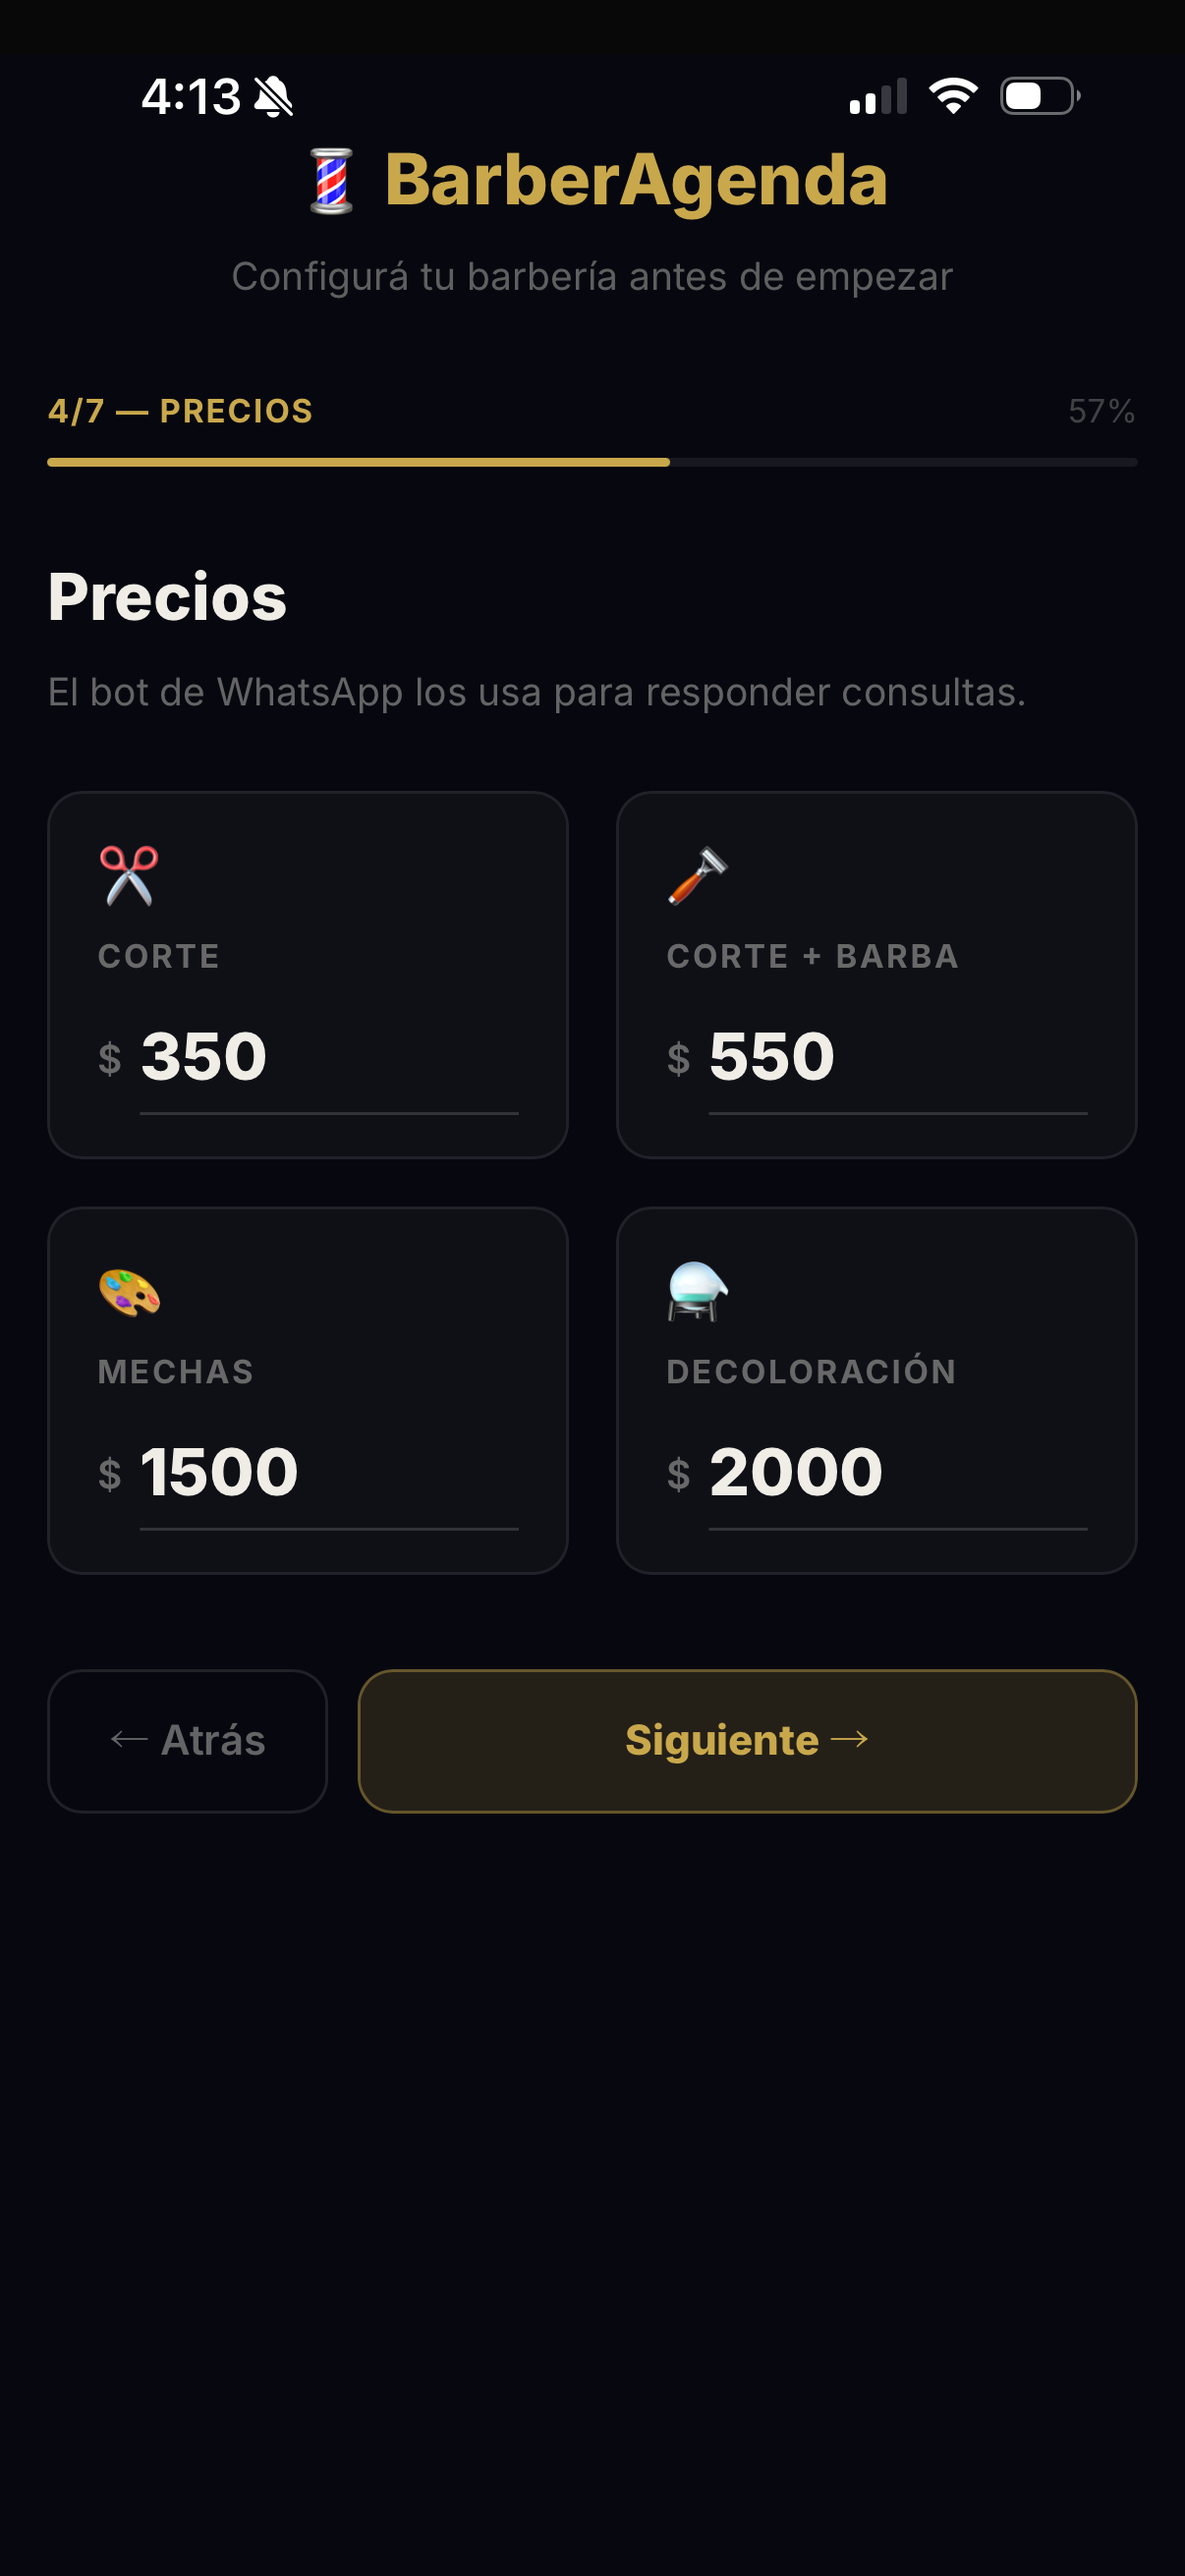 4:13
BarberAgenda
Configurá tu barbería antes de empezar
4/7 — PRECIOS 57%
Precios
El bot de WhatsApp los usa para responder consultas.
CORTE
$ 350
CORTE + BARBA
$ 550
MECHAS
$ 1500
DECOLORACIÓN
$ 2000
← Atrás
Siguiente →